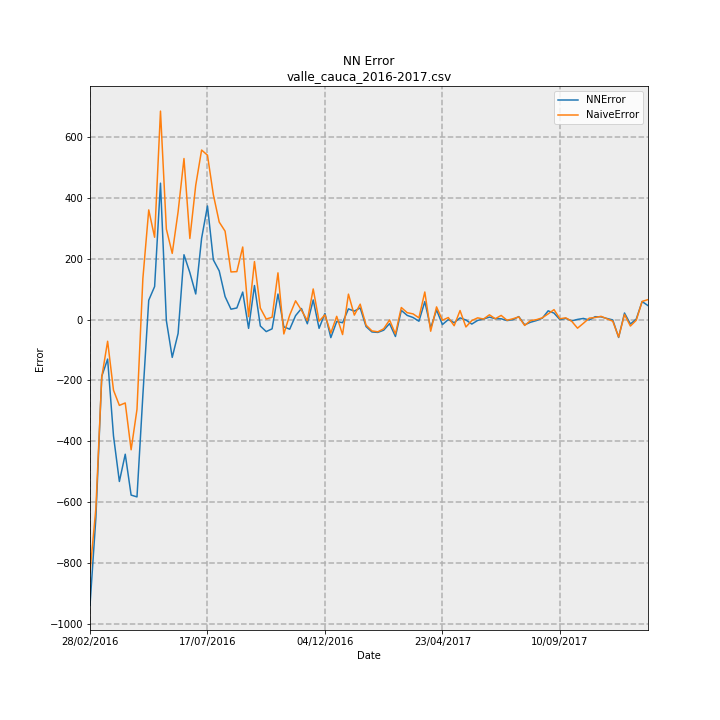 NN Error
valle_cauca_2016-2017.csv
NNError
NaiveError
600
400
200
0
−200
−400
−600
−800
−1000
Error
28/02/2016
17/07/2016
04/12/2016
23/04/2017
10/09/2017
Date